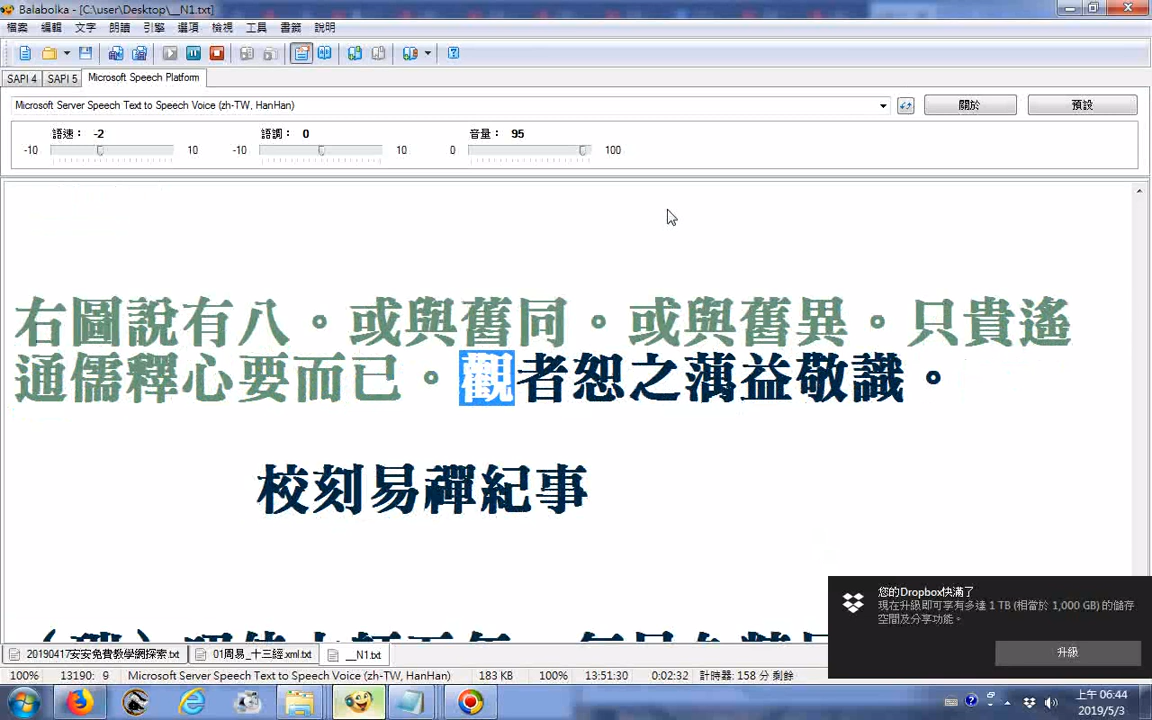 Balabolka - [C:\user\Desktop\__N1.txt]
檔案 編輯 文字 朗讀 引擎 選項 檢視 工具 書籤 說明
SAPI 4 SAPI 5 Microsoft Speech Platform
Microsoft Server Speech Text to Speech Voice (zh-TW, HanHan) 關於 預設
語速： -2 語調： 0 音量： 95
-10 10 -10 10 0 100
右圖說有八。或與舊同。或與舊異。只貴遙
通儒釋心要而已。觀者恕之蕅益敬識。
校刻易禪紀事
您的Dropbox快滿了
現在升級即可享有多達 1 TB (相當於 1,000 GB) 的儲存
空間及分享功能。
升級
20190417安安免費教學網探索.txt 01周易_十三經.xml.txt __N1.txt
100% 13190: 9 Microsoft Server Speech Text to Speech Voice (zh-TW, HanHan) 183 KB 100% 13:51:30 0:02:32 計時器: 158 分 剩餘
上午 06:44
2019/5/3